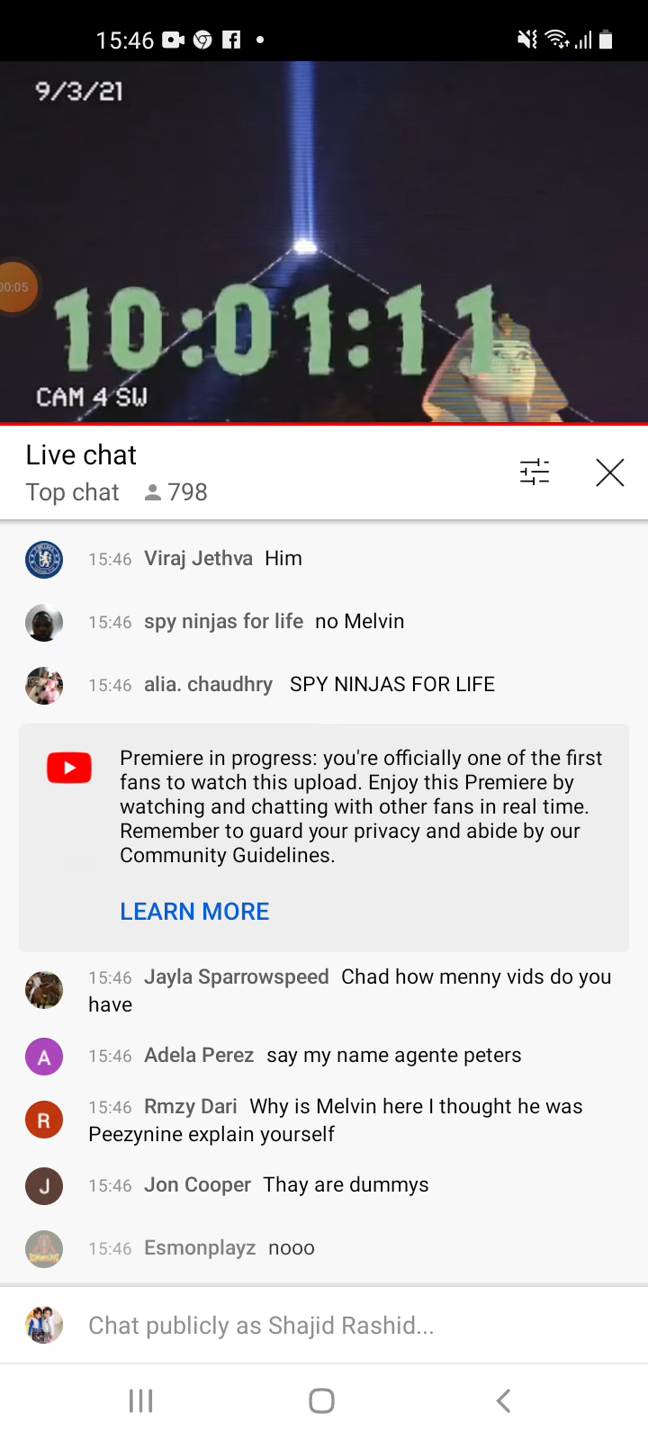 15:46
9/3/21
00:05
10:01:11
CAM 4 SW
Live chat
Top chat 798
15:46 Viraj Jethva Him
15:46 spy ninjas for life no Melvin
15:46 alia. chaudhry SPY NINJAS FOR LIFE
Premiere in progress: you're officially one of the first
fans to watch this upload. Enjoy this Premiere by
watching and chatting with other fans in real time.
Remember to guard your privacy and abide by our
Community Guidelines.
LEARN MORE
15:46 Jayla Sparrowspeed Chad how menny vids do you
have
A 15:46 Adela Perez say my name agente peters
R 15:46 Rmzy Dari Why is Melvin here I thought he was
Peezynine explain yourself
J 15:46 Jon Cooper Thay are dummys
15:46 Esmonplayz nooo
Chat publicly as Shajid Rashid...